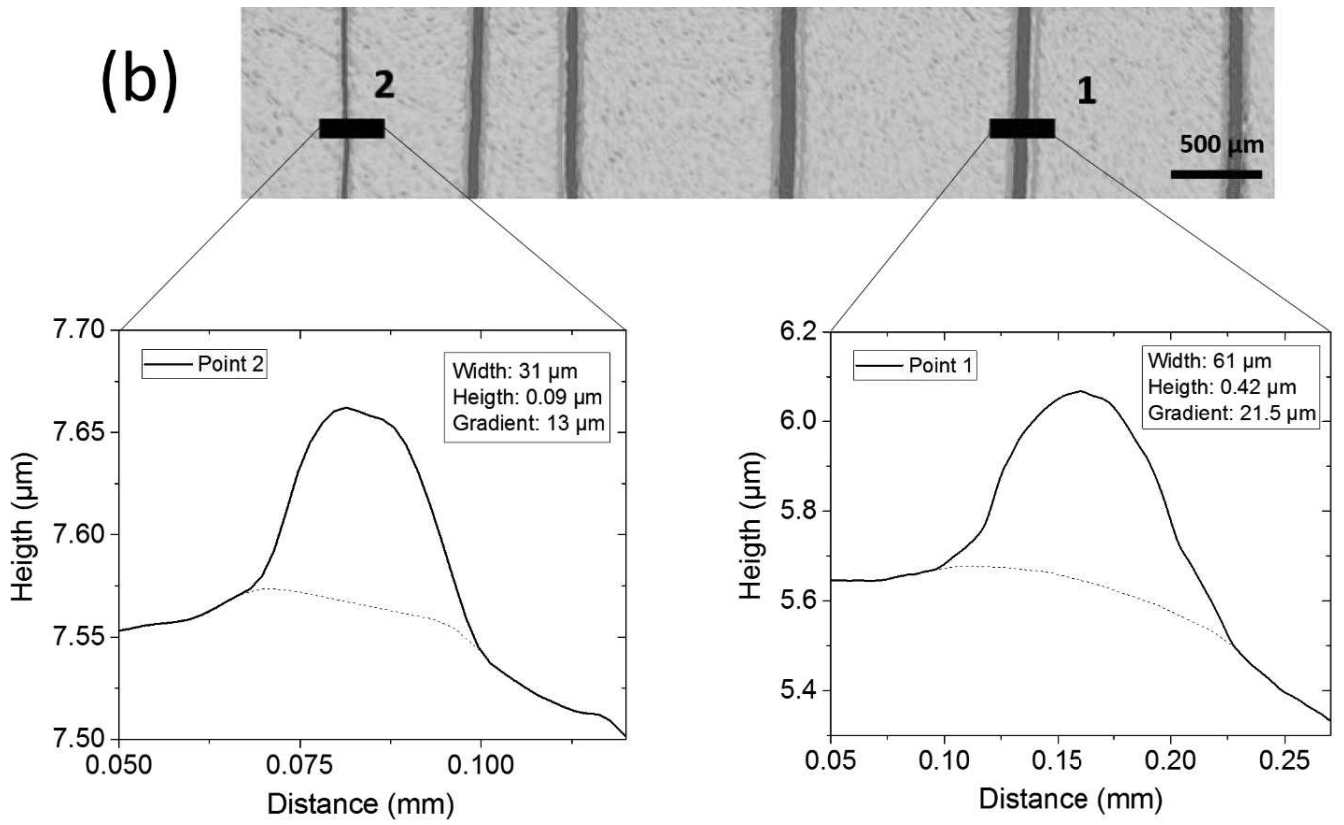 (b)
2
1
500 µm
7.70
7.65
7.60
7.55
7.50
Heigth (µm)
Point 2
Width: 31 µm
Heigth: 0.09 µm
Gradient: 13 µm
0.050
0.075
0.100
Distance (mm)
6.2
6.0
5.8
5.6
5.4
Heigth (µm)
Point 1
Width: 61 µm
Heigth: 0.42 µm
Gradient: 21.5 µm
0.05
0.10
0.15
0.20
0.25
Distance (mm)